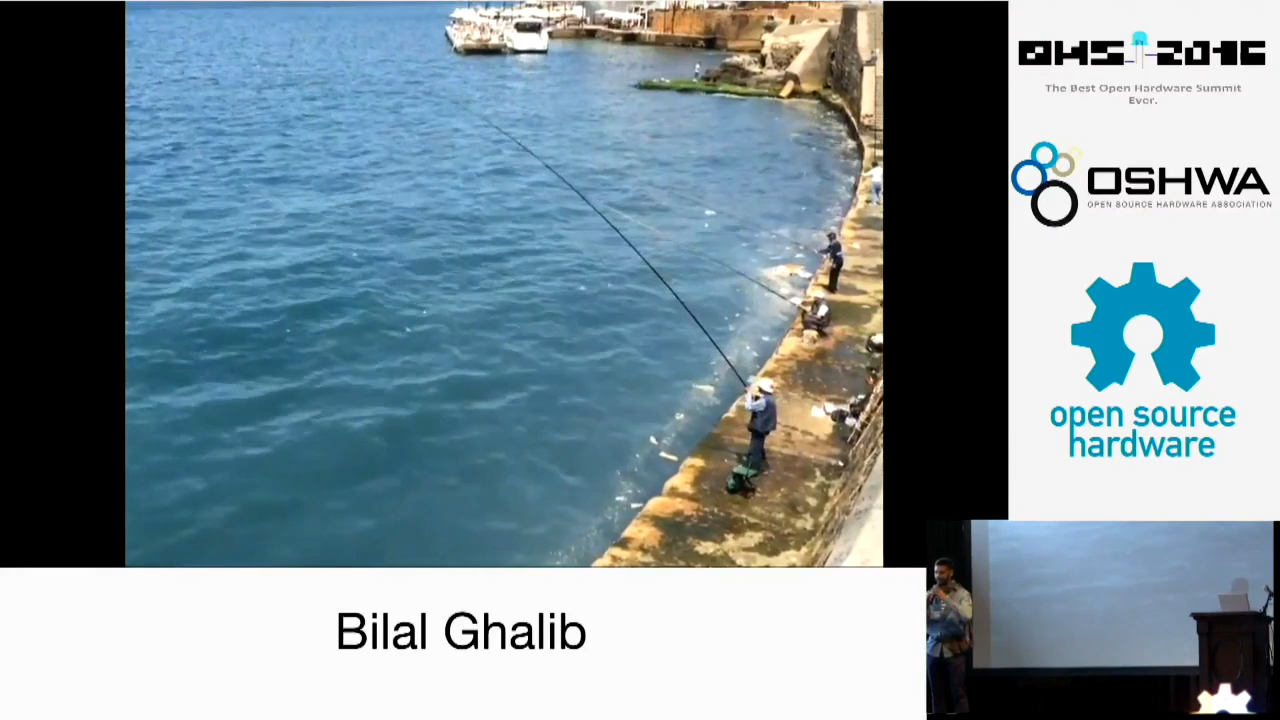 OHS 2016
The Best Open Hardware Summit
Ever.
OSHWA
OPEN SOURCE HARDWARE ASSOCIATION
open source
hardware
Bilal Ghalib